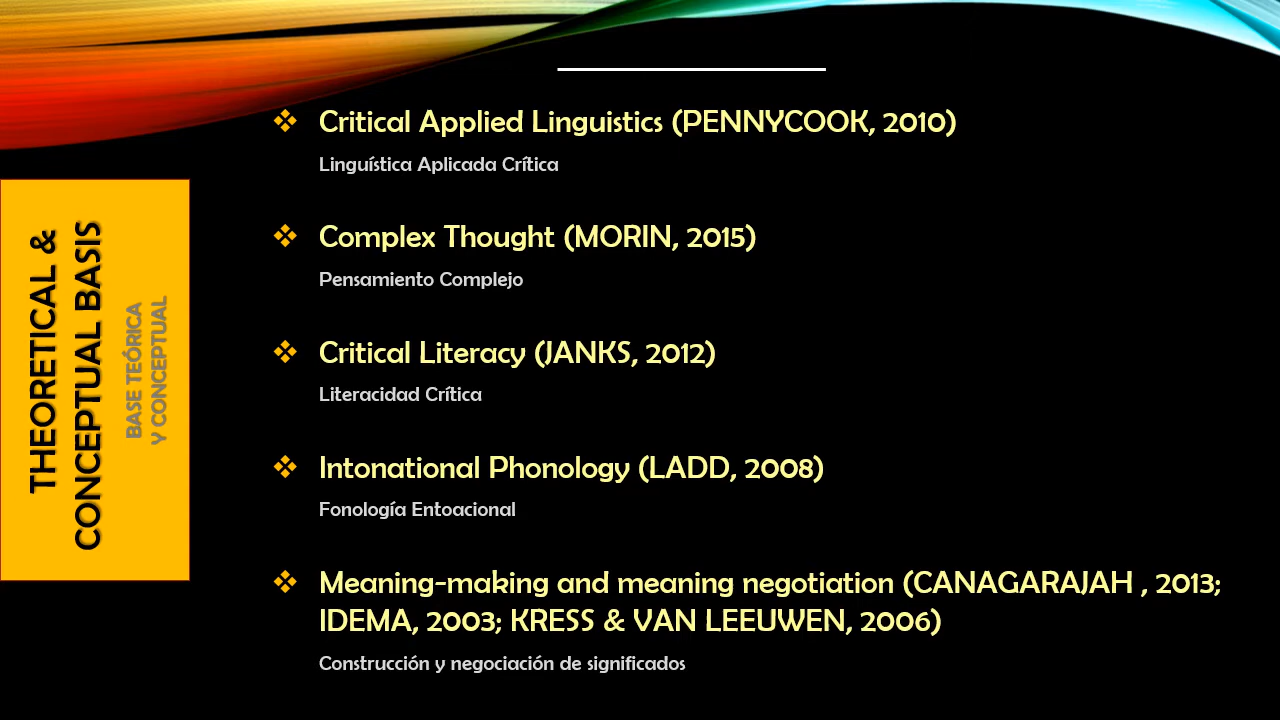 THEORETICAL &
CONCEPTUAL BASIS
BASE TEÓRICA
Y CONCEPTUAL
Critical Applied Linguistics (PENNYCOOK, 2010)
Linguística Aplicada Crítica
Complex Thought (MORIN, 2015)
Pensamiento Complejo
Critical Literacy (JANKS, 2012)
Literacidad Crítica
Intonational Phonology (LADD, 2008)
Fonología Entoacional
Meaning-making and meaning negotiation (CANAGARAJAH , 2013;
IDEMA, 2003; KRESS & VAN LEEUWEN, 2006)
Construcción y negociación de significados